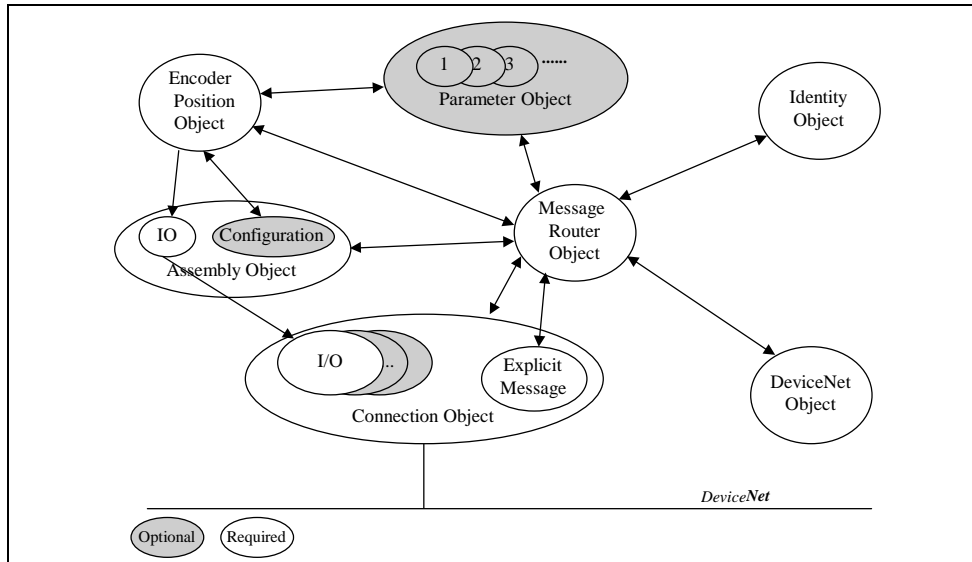 Encoder
Position
Object
1 2 3 ......
Parameter Object
Identity
Object
Message
Router
Object
IO
Configuration
Assembly Object
I/O
..
Explicit
Message
Connection Object
DeviceNet
Object
DeviceNet
Optional
Required